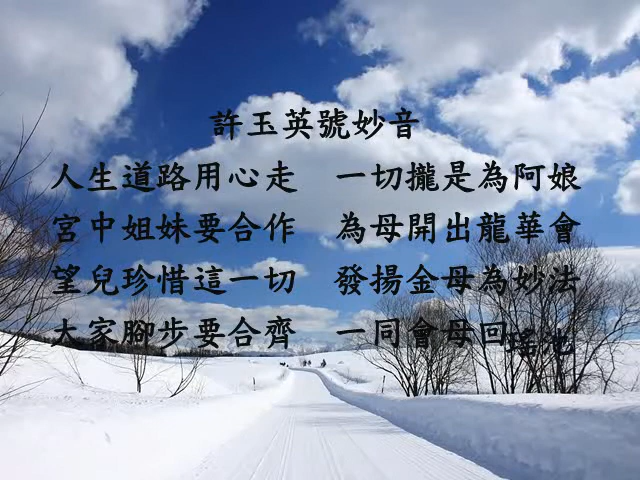 許玉英號妙音
人生道路用心走 一切攏是為阿娘
宮中姐妹要合作 為母開出龍華會
望兒珍惜這一切 發揚金母為妙法
大家腳步要合齊 一同會母回瑤池